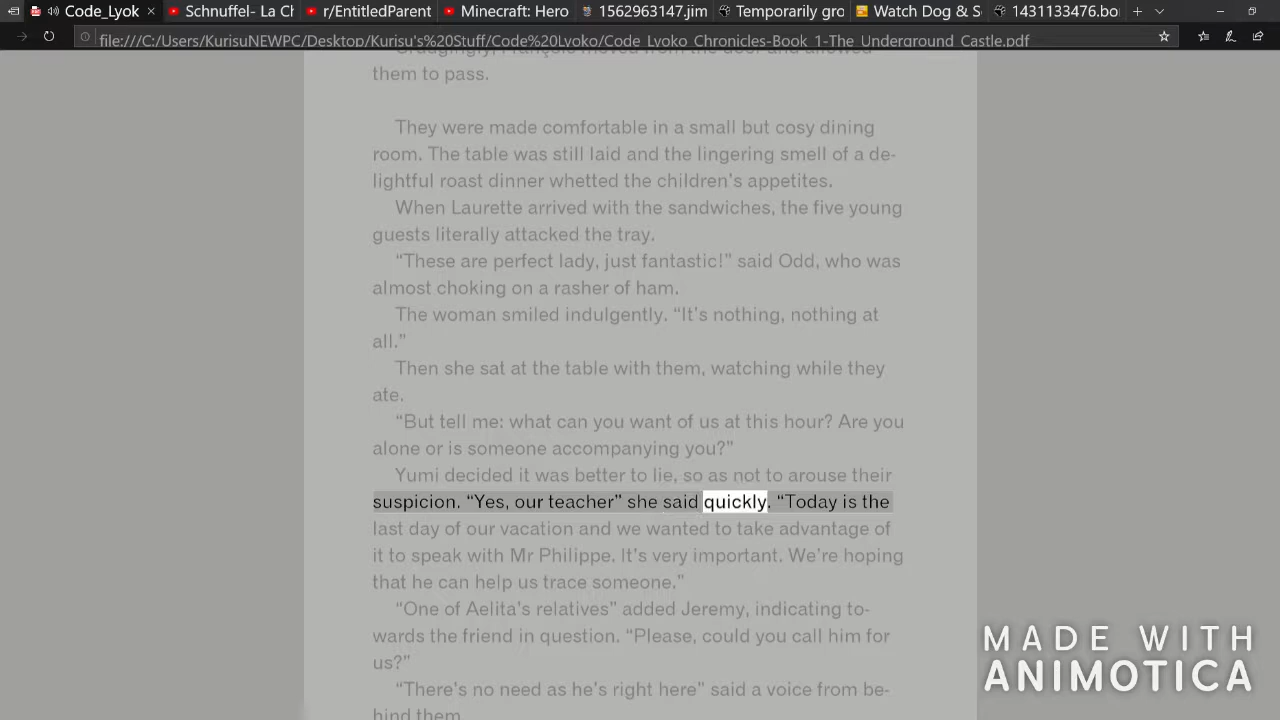 Code_Lyok
Schnuffel- La Ch
r/EntitledParent
Minecraft: Hero
1562963147.jim
Temporarily gro
Watch Dog & S
1431133476.bo
file:///C:/Users/KurisuNEWPC/Desktop/Kurisu's%20Stuff/Code%20Lyoko/Code_Lyoko_Chronicles-Book_1-The_Underground_Castle.pdf
Grudgingly, François moved from the door and allowed
them to pass.
They were made comfortable in a small but cosy dining
room. The table was still laid and the lingering smell of a de-
lightful roast dinner whetted the children's appetites.
When Laurette arrived with the sandwiches, the five young
guests literally attacked the tray.
“These are perfect lady, just fantastic!” said Odd, who was
almost choking on a rasher of ham.
The woman smiled indulgently. “It's nothing, nothing at
all.”
Then she sat at the table with them, watching while they
ate.
“But tell me: what can you want of us at this hour? Are you
alone or is someone accompanying you?”
Yumi decided it was better to lie, so as not to arouse their
suspicion. “Yes, our teacher” she said quickly. “Today is the
last day of our vacation and we wanted to take advantage of
it to speak with Mr Philippe. It's very important. We're hoping
that he can help us trace someone.”
“One of Aelita's relatives” added Jeremy, indicating to-
wards the friend in question. “Please, could you call him for
us?”
“There's no need as he's right here” said a voice from be-
hind them
MADE WITH
ANIMOTICA